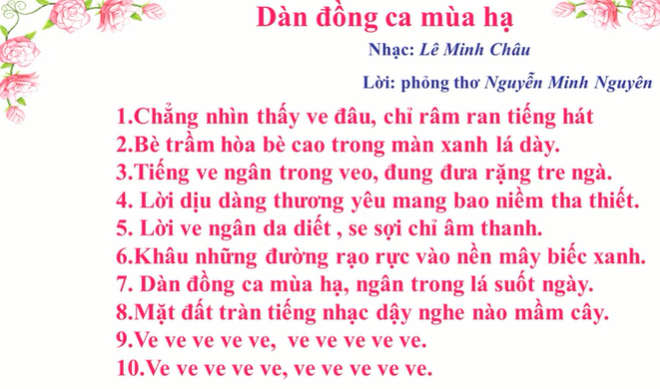 Dàn đồng ca mùa hạ
Nhạc: Lê Minh Châu
Lời: phỏng thơ Nguyễn Minh Nguyên
1.Chẳng nhìn thấy ve đâu, chỉ râm ran tiếng hát
2.Bè trầm hòa bè cao trong màn xanh lá dày.
3.Tiếng ve ngân trong veo, đung đưa rặng tre ngà.
4. Lời dịu dàng thương yêu mang bao niềm tha thiết.
5. Lời ve ngân da diết , se sợi chỉ âm thanh.
6.Khâu những đường rạo rực vào nền mây biếc xanh.
7. Dàn đồng ca mùa hạ, ngân trong lá suốt ngày.
8.Mặt đất tràn tiếng nhạc dậy nghe nào mầm cây.
9.Ve ve ve ve ve, ve ve ve ve ve.
10.Ve ve ve ve ve, ve ve ve ve ve.